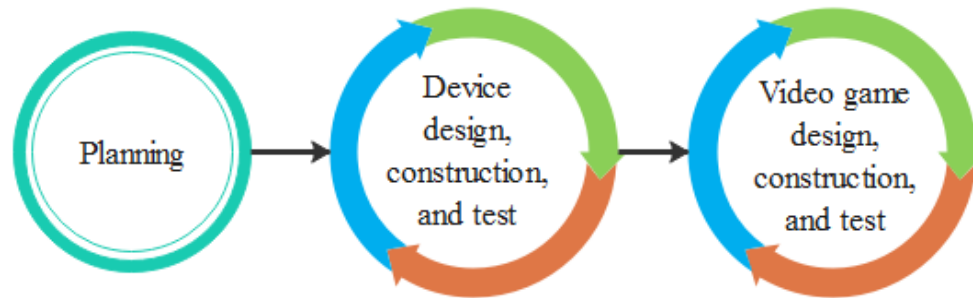 Planning
Device
design,
construction,
and test
Video game
design,
construction,
and test